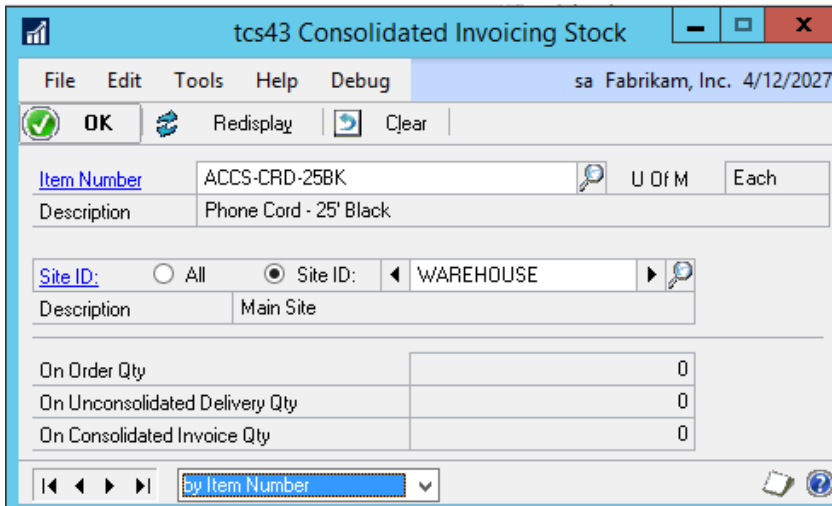 tcs43 Consolidated Invoicing Stock
File Edit Tools Help Debug sa Fabrikam, Inc. 4/12/2027
OK Redisplay Clear
Item Number ACCS-CRD-25BK U Of M Each
Description Phone Cord - 25' Black
Site ID: All Site ID: WAREHOUSE
Description Main Site
On Order Qty 0
On Unconsolidated Delivery Qty 0
On Consolidated Invoice Qty 0
by Item Number